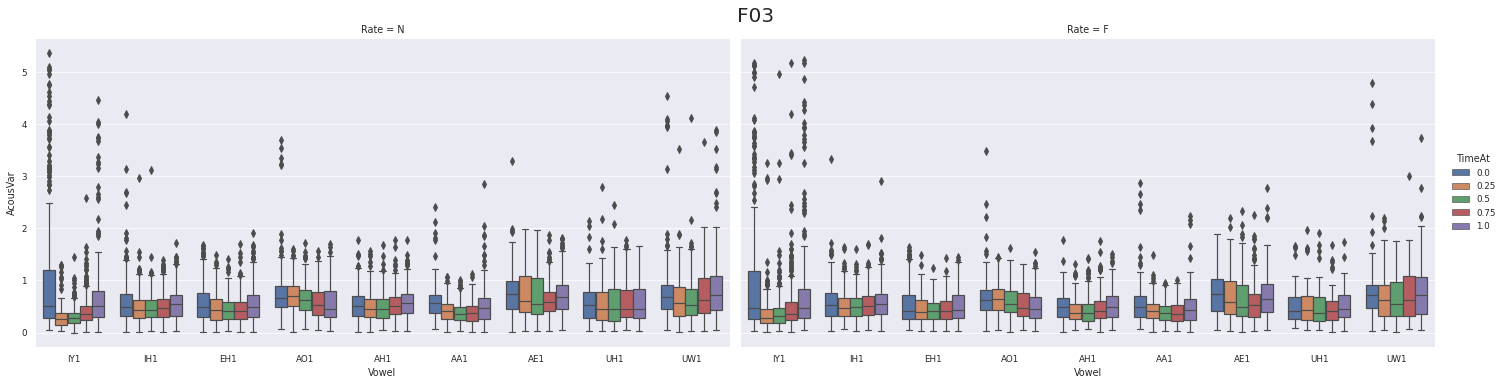 F03
Rate = N
Rate = F
AcousVar
5
4
3
2
1
0
IY1 IH1 EH1 AO1 AH1 AA1 AE1 UH1 UW1
IY1 IH1 EH1 AO1 AH1 AA1 AE1 UH1 UW1
Vowel
Vowel
TimeAt
0.0
0.25
0.5
0.75
1.0